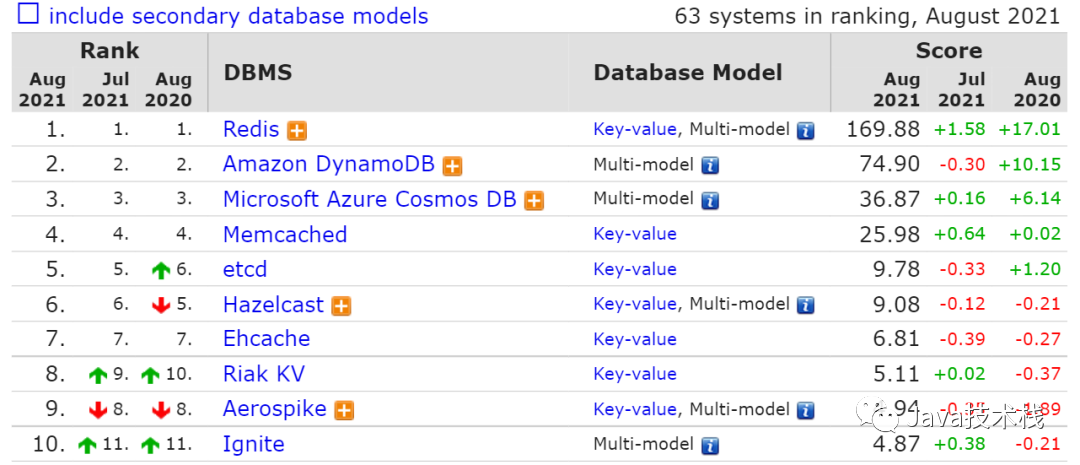 include secondary database models 63 systems in ranking, August 2021
Rank Score
DBMS Database Model
Aug Jul Aug Aug Jul Aug
2021 2021 2020 2021 2021 2020
1. 1. 1. Redis Key-value, Multi-model 169.88 +1.58 +17.01
2. 2. 2. Amazon DynamoDB Multi-model 74.90 -0.30 +10.15
3. 3. 3. Microsoft Azure Cosmos DB Multi-model 36.87 +0.16 +6.14
4. 4. 4. Memcached Key-value 25.98 +0.64 +0.02
5. 5. 6. etcd Key-value 9.78 -0.33 +1.20
6. 6. 5. Hazelcast Key-value, Multi-model 9.08 -0.12 -0.21
7. 7. 7. Ehcache Key-value 6.81 -0.39 -0.27
8. 9. 10. Riak KV Key-value 5.11 +0.02 -0.37
9. 8. 8. Aerospike Key-value, Multi-model
Java技术栈
10. 11. 11. Ignite Multi-model 4.87 +0.38 -0.21